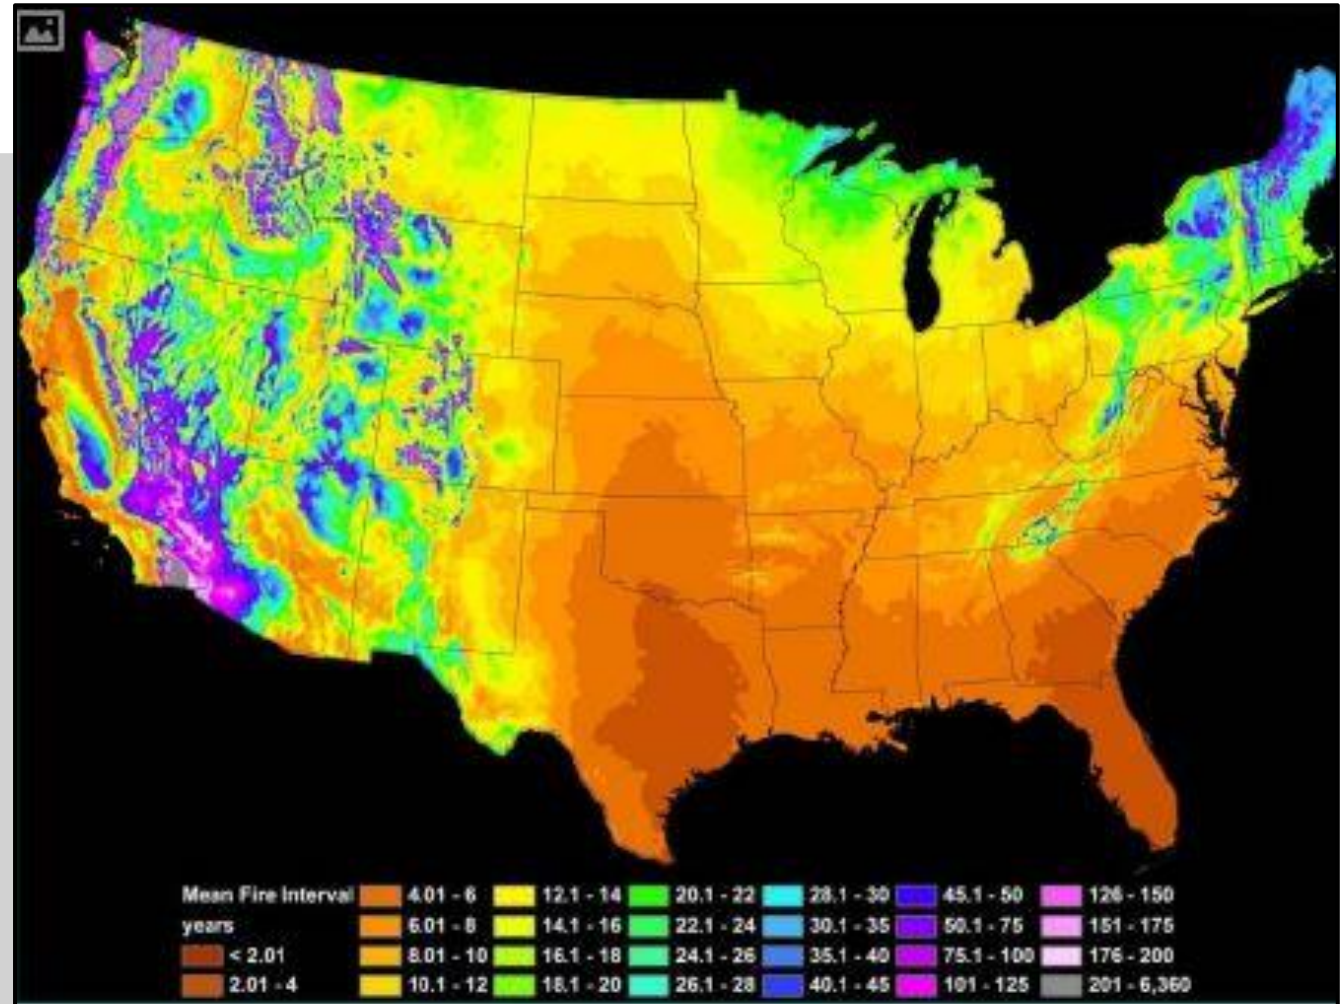 Mean Fire Interval
years
< 2.01
2.01 - 4
4.01 - 6
6.01 - 8
8.01 - 10
10.1 - 12
12.1 - 14
14.1 - 16
16.1 - 18
18.1 - 20
20.1 - 22
22.1 - 24
24.1 - 26
26.1 - 28
28.1 - 30
30.1 - 35
35.1 - 40
40.1 - 45
45.1 - 50
50.1 - 75
75.1 - 100
101 - 125
126 - 150
151 - 175
176 - 200
201 - 6,360